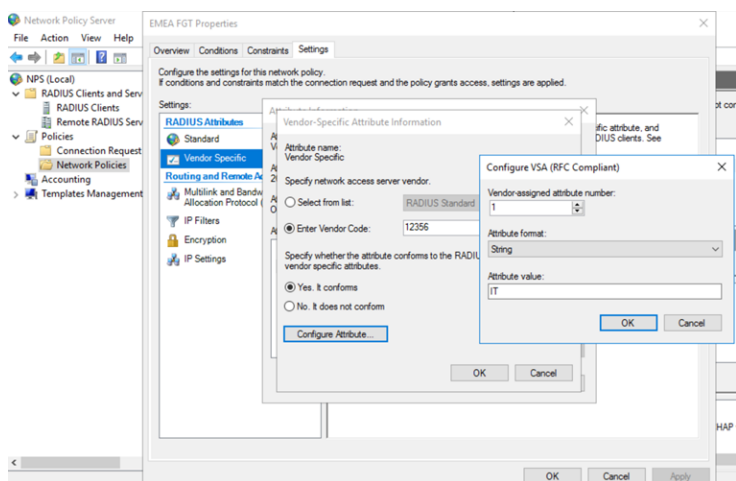 Network Policy Server
File Action View Help
NPS (Local)
RADIUS Clients and Serv
RADIUS Clients
Remote RADIUS Serv
Policies
Connection Request
Network Policies
Accounting
Templates Management
EMEA FGT Properties
Overview Conditions Constraints Settings
Configure the settings for this network policy.
If conditions and constraints match the connection request and the policy grants access, settings are applied.
Settings:
RADIUS Attributes
Standard
Vendor Specific
Routing and Remote Ac
Multilink and Bandw
Allocation Protocol (
IP Filters
Encryption
IP Settings
ific attribute, and
DIUS clients. See
Vendor-Specific Attribute Information
Attribute name:
Vendor Specific
Specify network access server vendor.
Select from list: RADIUS Standard
Enter Vendor Code: 12356
Specify whether the attribute conforms to the RADIU
vendor specific attributes.
Yes. It conforms
No. It does not conform
Configure Attribute...
OK Cancel
Configure VSA (RFC Compliant)
Vendor-assigned attribute number:
1
Attribute format:
String
Attribute value:
IT
OK Cancel
HAP
OK Cancel Apply